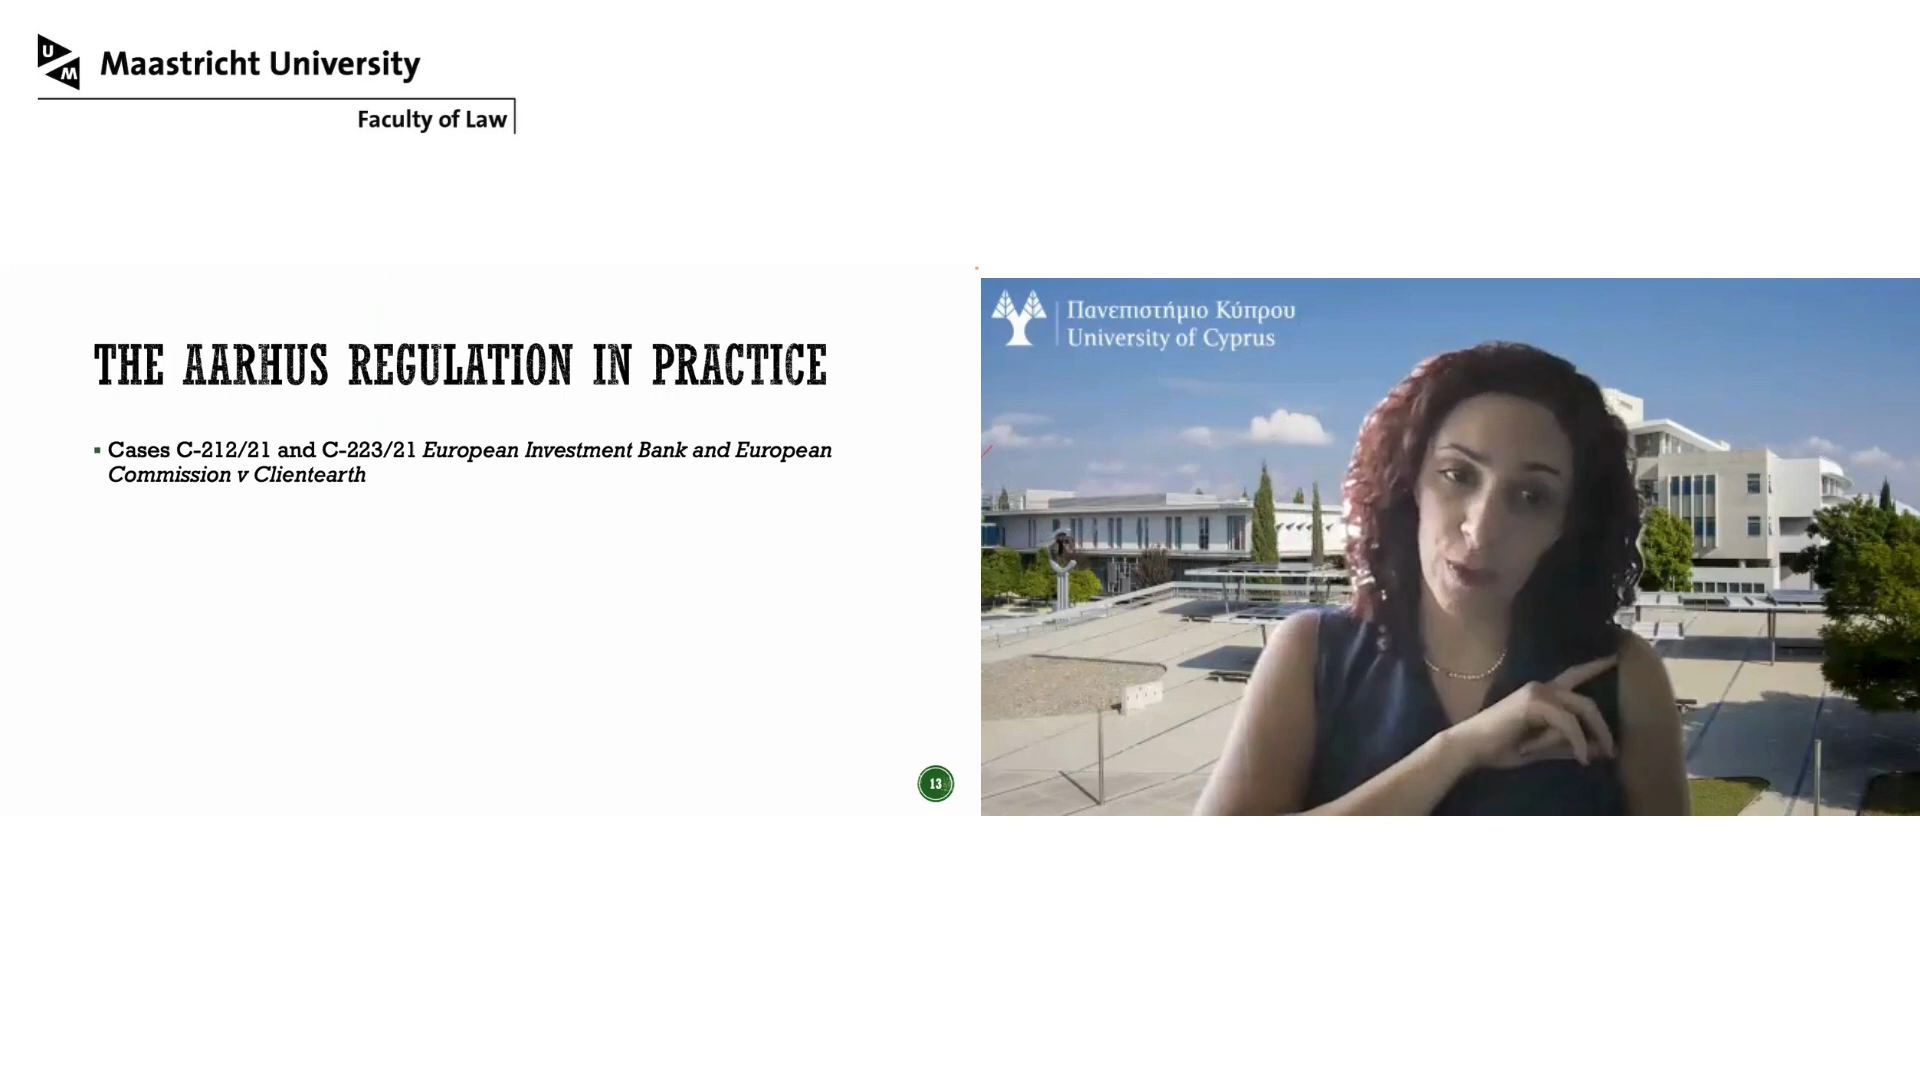 U
M
Maastricht University
Faculty of Law
THE AARHUS REGULATION IN PRACTICE
Cases C-212/21 and C-223/21 European Investment Bank and European
Commission v Clientearth
13
Πανεπιστήμιο Κύπρου
University of Cyprus